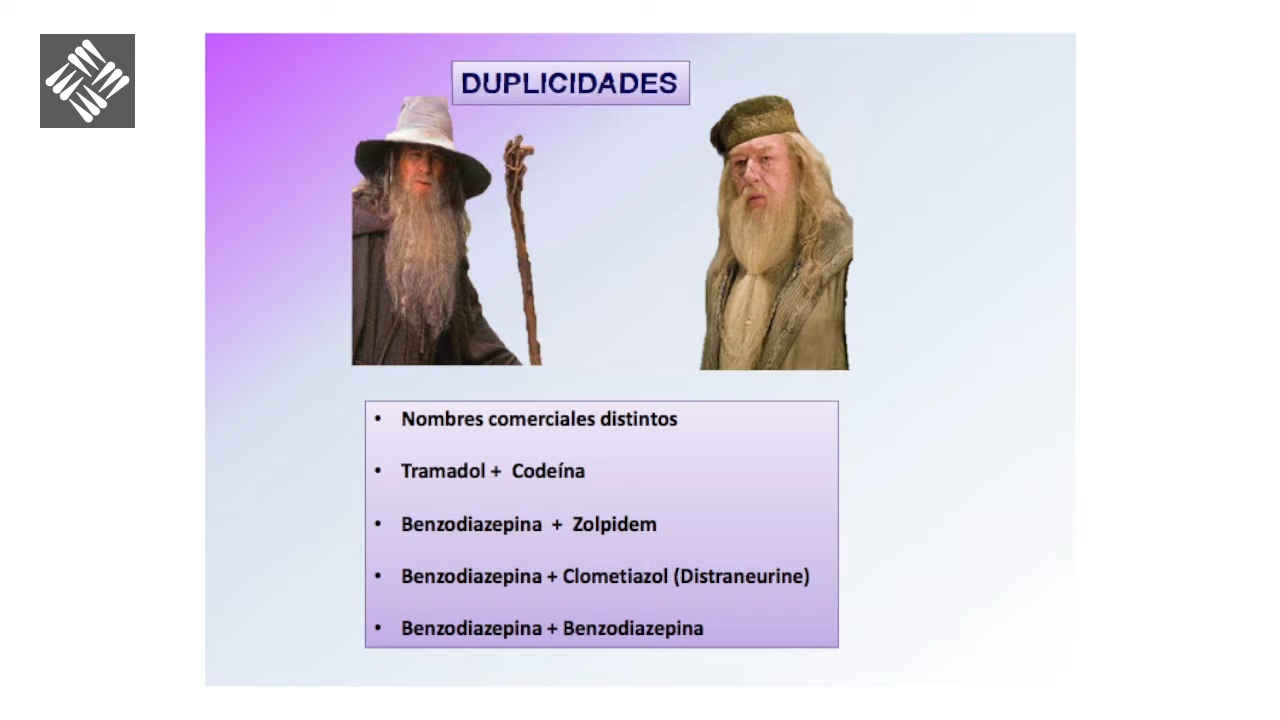 DUPLICIDADES
• Nombres comerciales distintos
• Tramadol + Codeína
• Benzodiazepina + Zolpidem
• Benzodiazepina + Clometiazol (Distraneurine)
• Benzodiazepina + Benzodiazepina